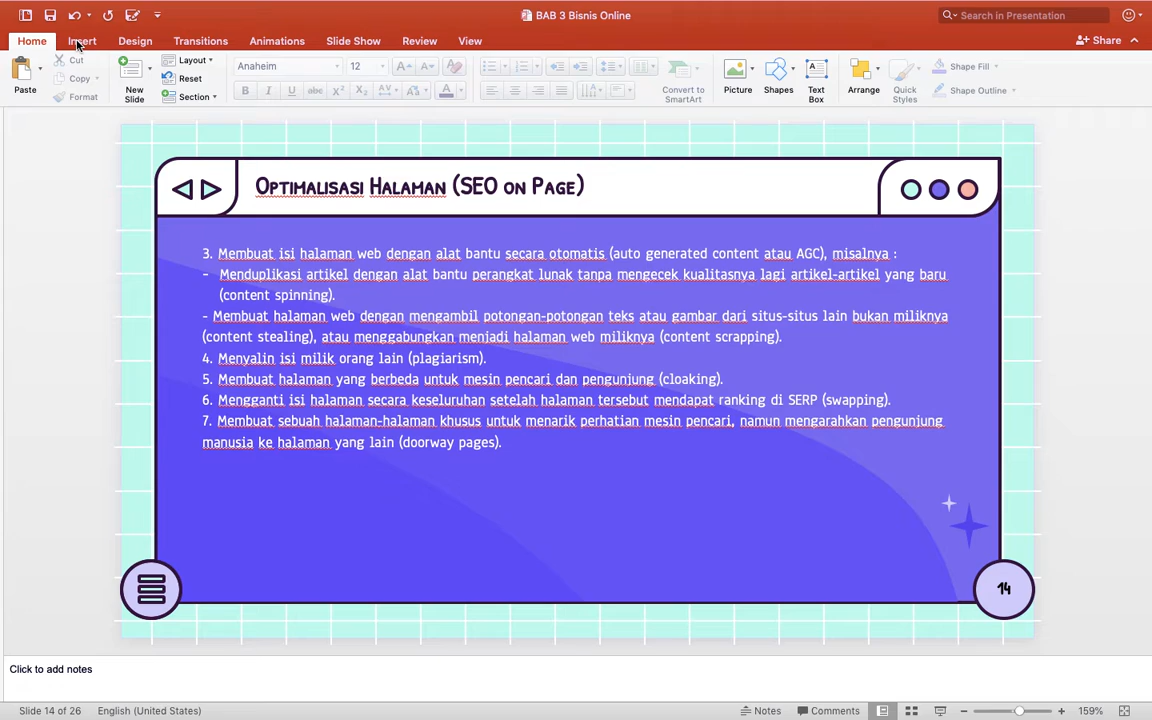 BAB 3 Bisnis Online
Search in Presentation
Home Insert Design Transitions Animations Slide Show Review View
Share
Paste
Cut
Copy
Format
New Slide
Layout
Reset
Section
Anaheim 12
Convert to SmartArt
Picture
Shapes
Text Box
Arrange
Quick Styles
Shape Fill
Shape Outline
Optimalisasi Halaman (SEO on Page)
3. Membuat isi halaman web dengan alat bantu secara otomatis (auto generated content atau AGC), misalnya :
- Menduplikasi artikel dengan alat bantu perangkat lunak tanpa mengecek kualitasnya lagi artikel-artikel yang baru
(content spinning).
- Membuat halaman web dengan mengambil potongan-potongan teks atau gambar dari situs-situs lain bukan miliknya
(content stealing), atau menggabungkan menjadi halaman web miliknya (content scrapping).
4. Menyalin isi milik orang lain (plagiarism).
5. Membuat halaman yang berbeda untuk mesin pencari dan pengunjung (cloaking).
6. Mengganti isi halaman secara keseluruhan setelah halaman tersebut mendapat ranking di SERP (swapping).
7. Membuat sebuah halaman-halaman khusus untuk menarik perhatian mesin pencari, namun mengarahkan pengunjung
manusia ke halaman yang lain (doorway pages).
14
Click to add notes
Slide 14 of 26 English (United States) Notes Comments 159%